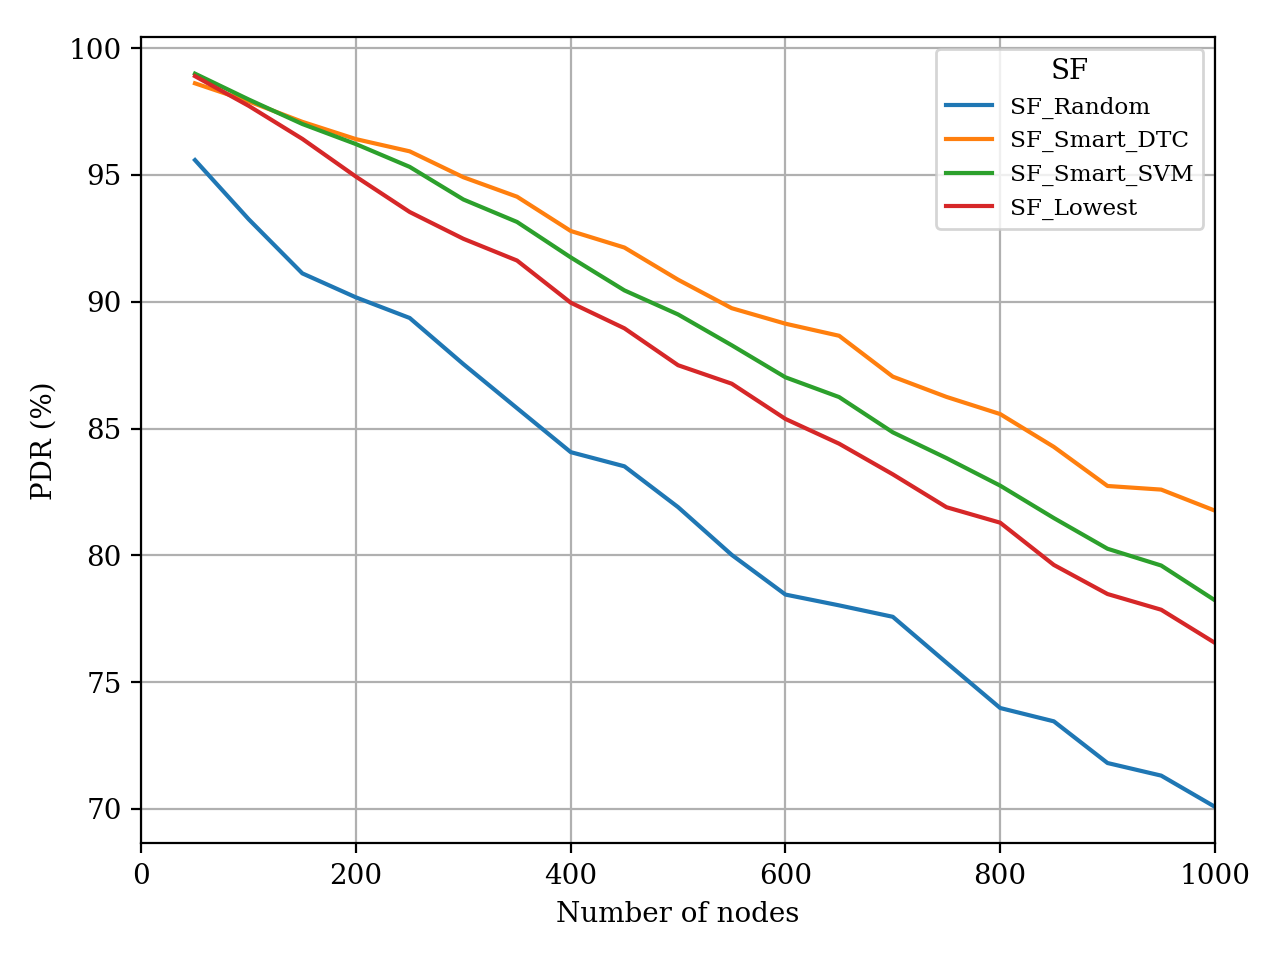 100
95
90
85
80
75
70
PDR (%)
0
200
400
600
800
1000
Number of nodes
SF
SF_Random
SF_Smart_DTC
SF_Smart_SVM
SF_Lowest